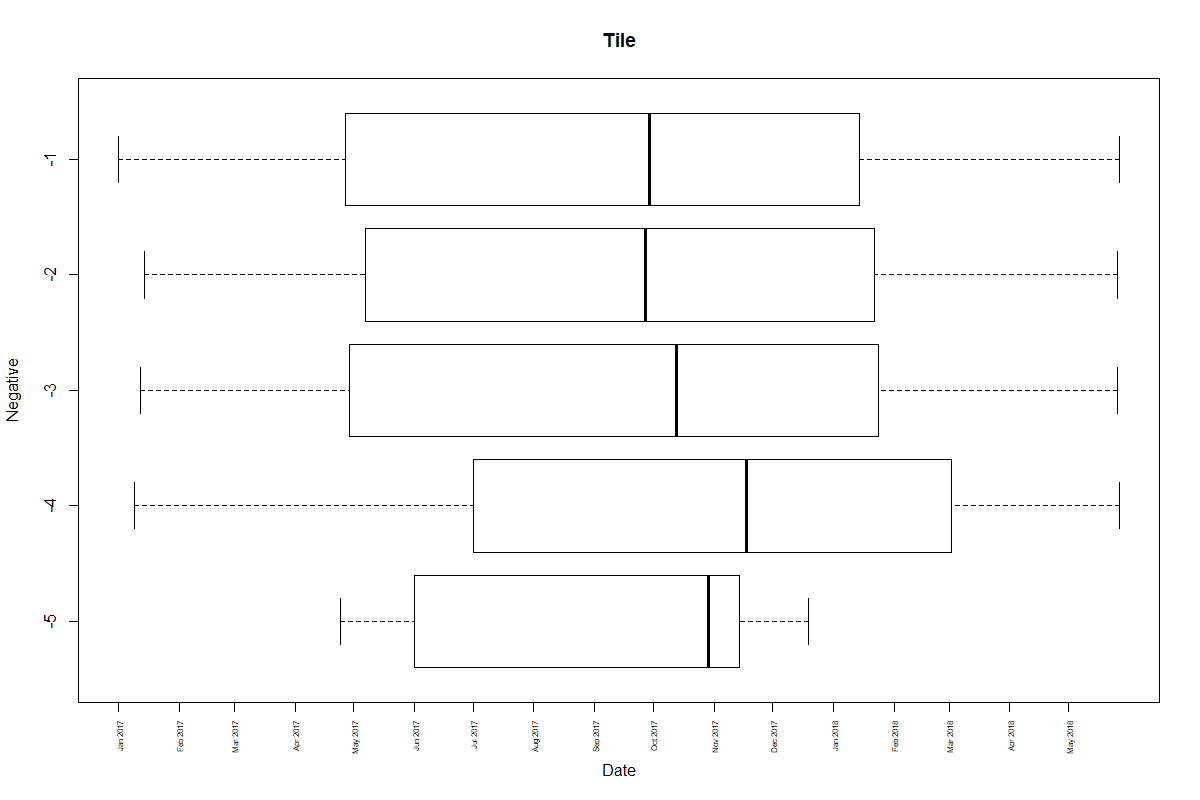 Tile
Negative
-1
-2
-3
-4
-5
Jan 2017
Feb 2017
Mar 2017
Apr 2017
May 2017
Jun 2017
Jul 2017
Aug 2017
Sep 2017
Oct 2017
Nov 2017
Dec 2017
Jan 2018
Feb 2018
Mar 2018
Apr 2018
May 2018
Date